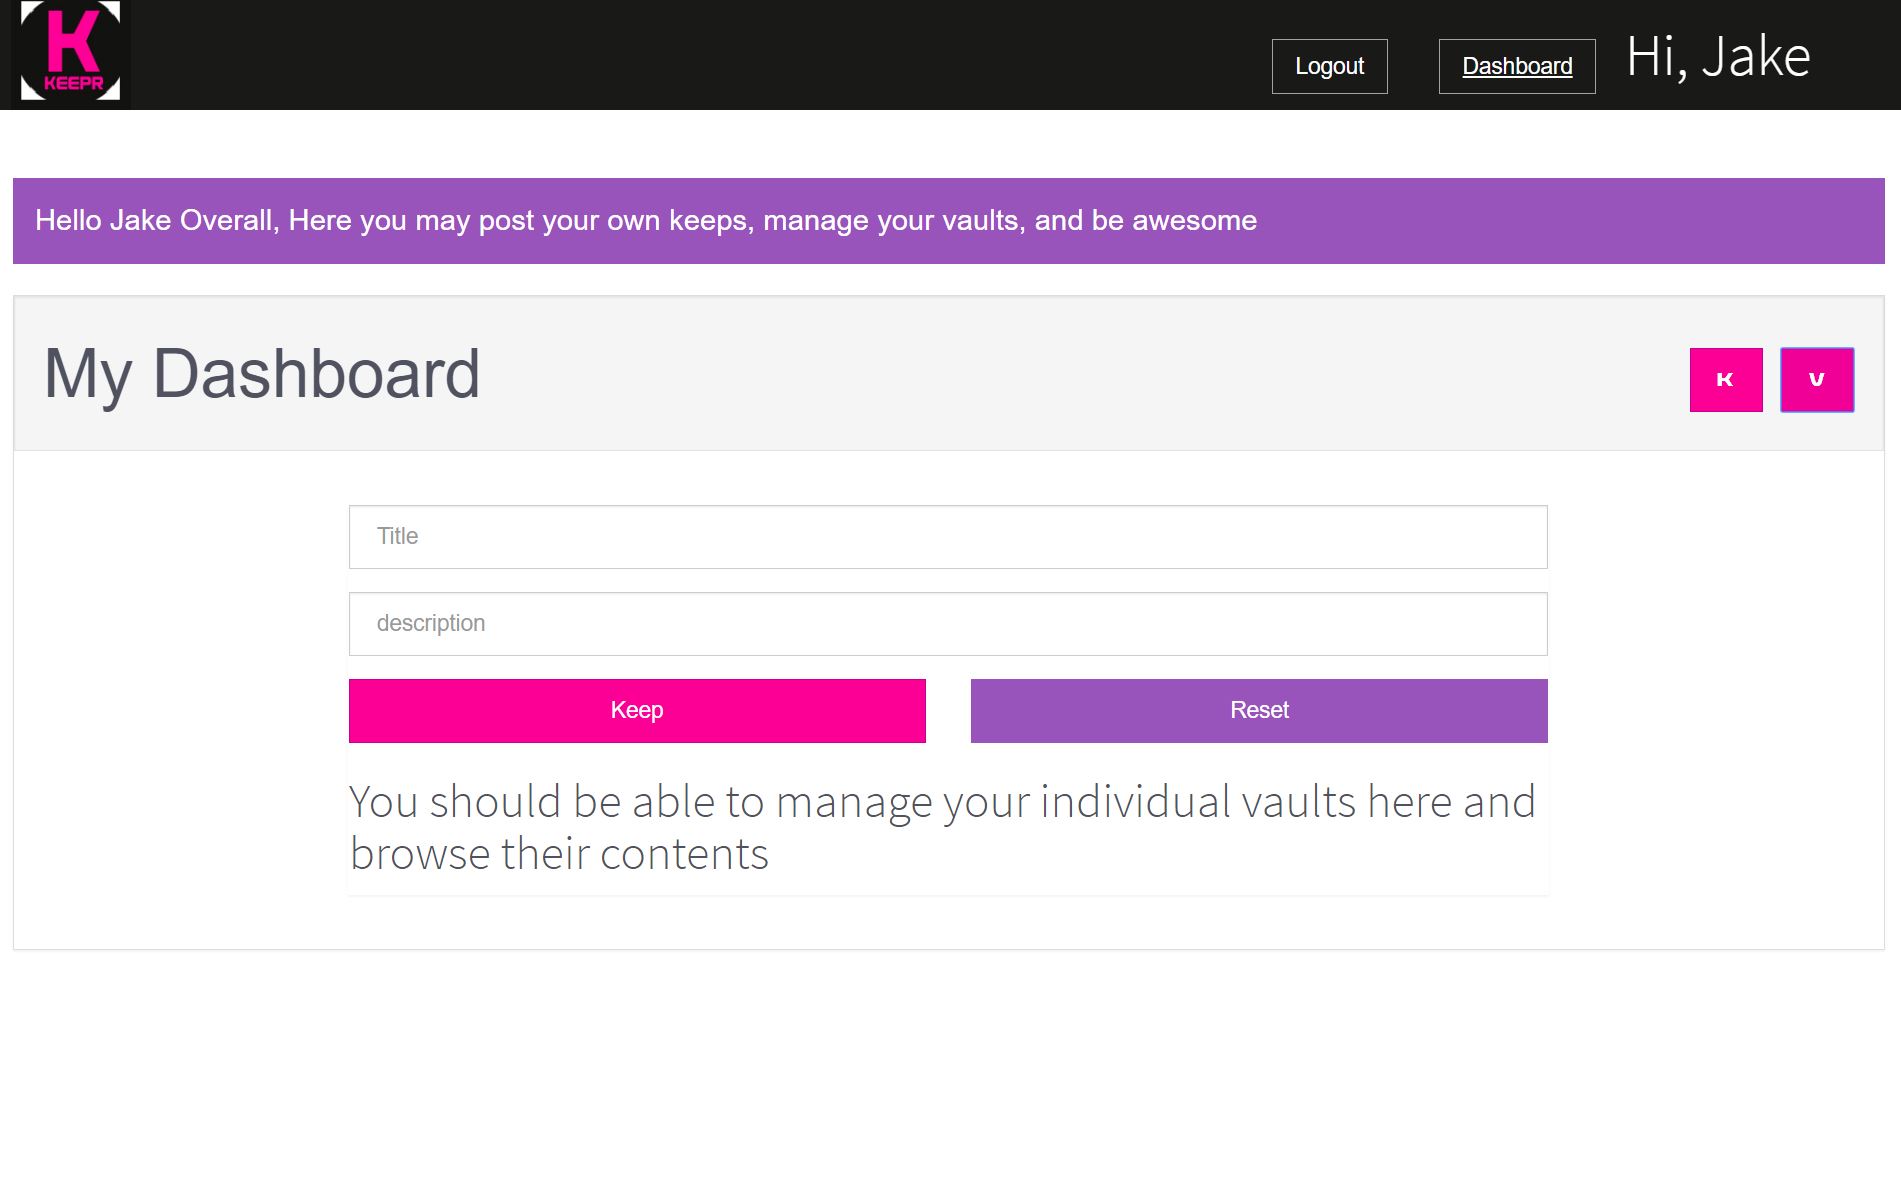 K
KEEPR
Logout
Dashboard
Hi, Jake
Hello Jake Overall, Here you may post your own keeps, manage your vaults, and be awesome
My Dashboard
K
V
Title
description
Keep
Reset
You should be able to manage your individual vaults here and
browse their contents